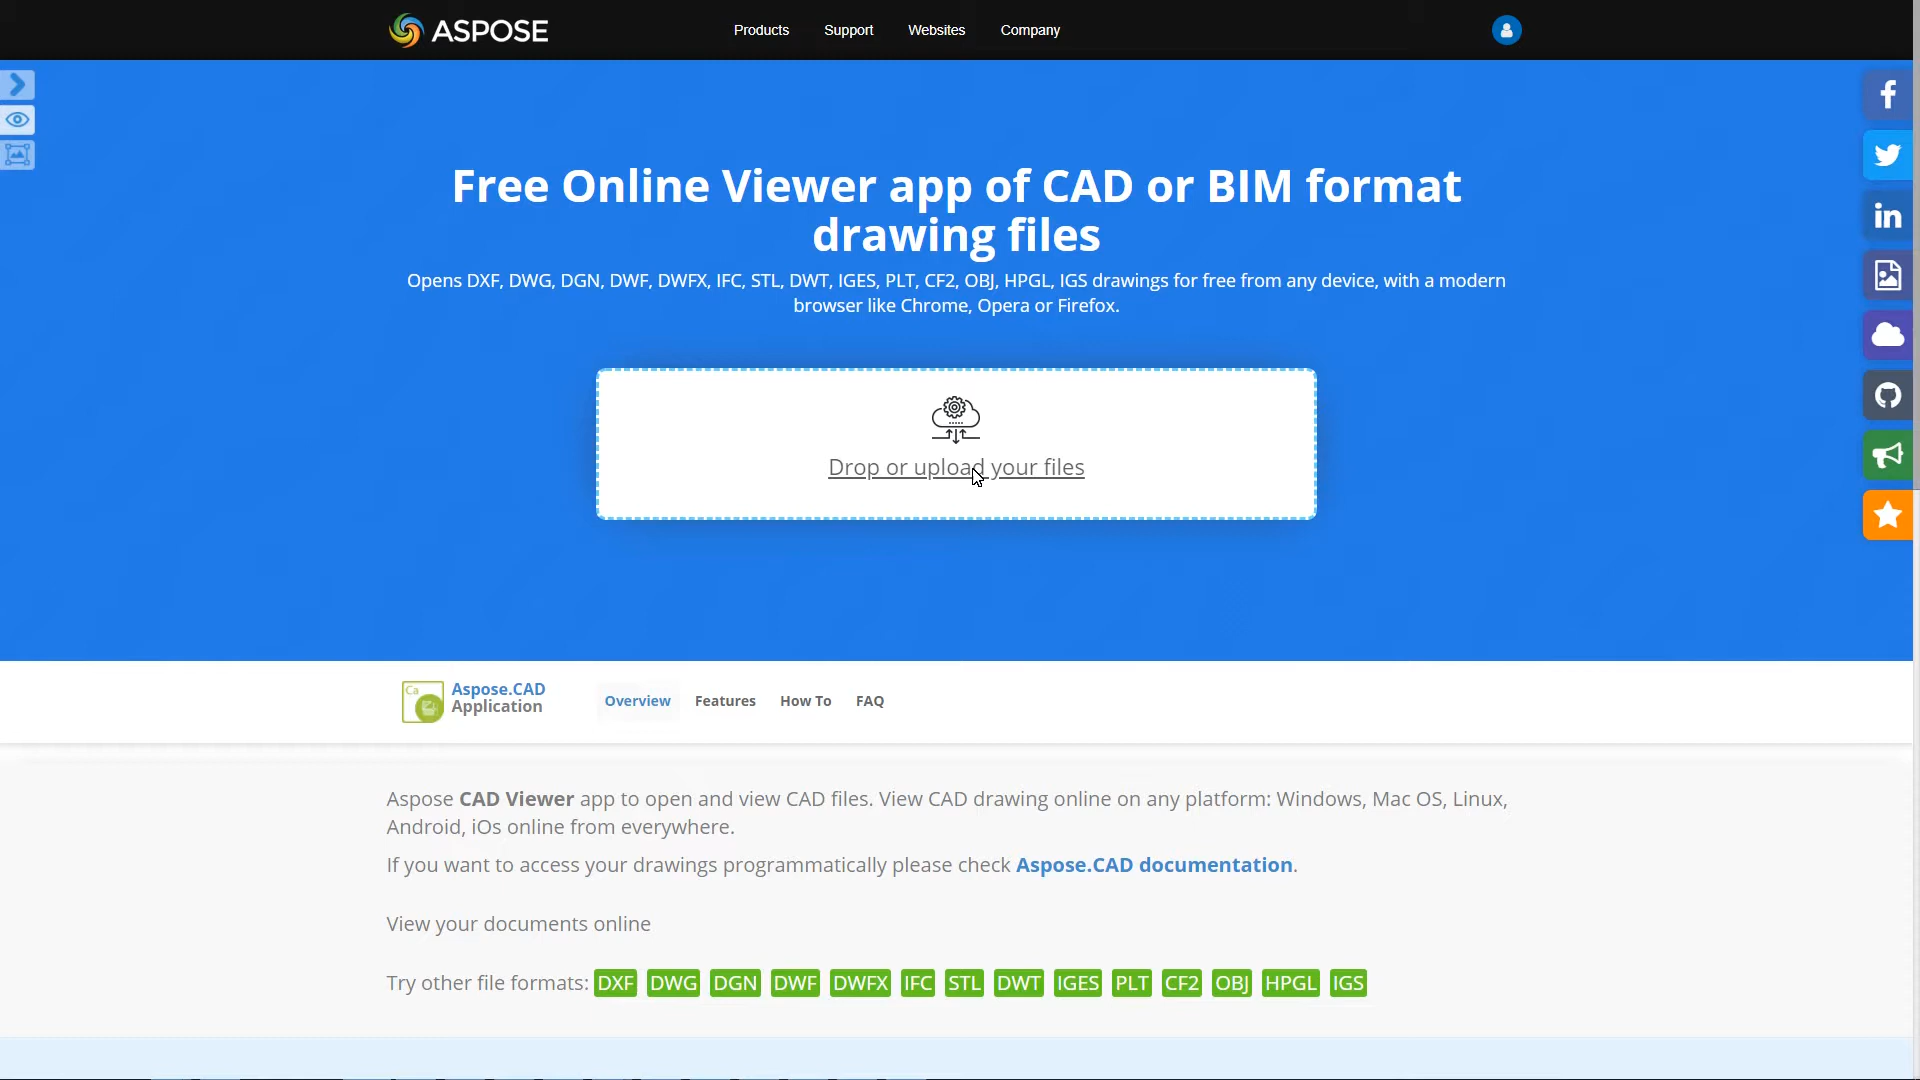 ASPOSE
Products Support Websites Company
Free Online Viewer app of CAD or BIM format
drawing files
Opens DXF, DWG, DGN, DWF, DWFX, IFC, STL, DWT, IGES, PLT, CF2, OBJ, HPGL, IGS drawings for free from any device, with a modern
browser like Chrome, Opera or Firefox.
Drop or upload your files
Ca
Aspose.CAD
Application
Overview Features How To FAQ
Aspose CAD Viewer app to open and view CAD files. View CAD drawing online on any platform: Windows, Mac OS, Linux,
Android, iOs online from everywhere.
If you want to access your drawings programmatically please check Aspose.CAD documentation.
View your documents online
Try other file formats: DXF DWG DGN DWF DWFX IFC STL DWT IGES PLT CF2 OBJ HPGL IGS